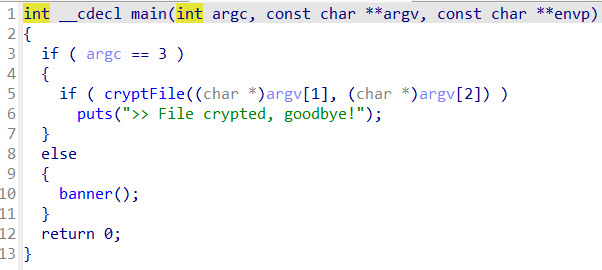 1 int __cdecl main(int argc, const char **argv, const char **envp)
2 {
3   if ( argc == 3 )
4   {
5     if ( cryptFile((char *)argv[1], (char *)argv[2]) )
6       puts(">> File crypted, goodbye!");
7   }
8   else
9   {
10     banner();
11   }
12   return 0;
13 }